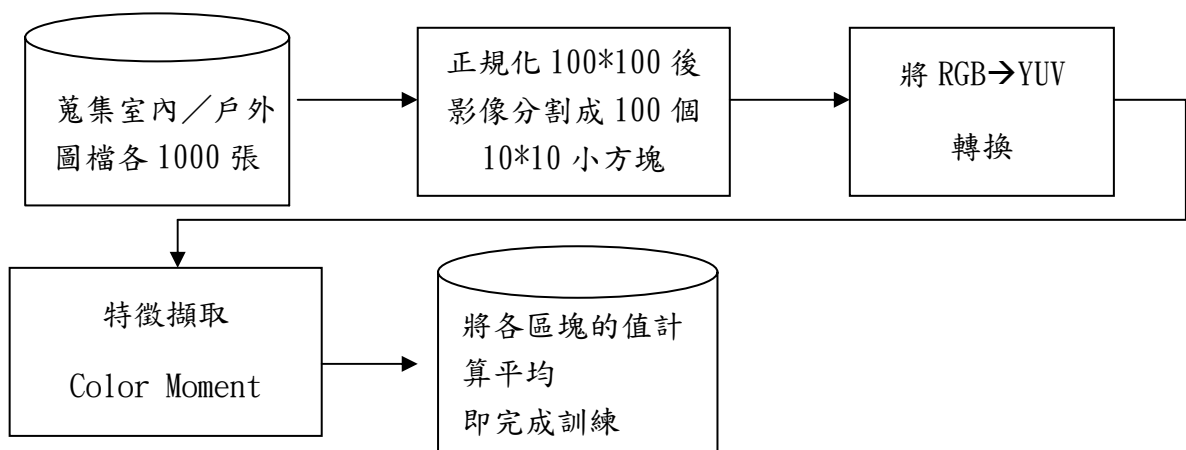 蒐集室內／戶外
圖檔各 1000 張
正規化 100*100 後
影像分割成 100 個
10*10 小方塊
將 RGB→YUV
轉換
特徵擷取
Color Moment
將各區塊的值計
算平均
即完成訓練